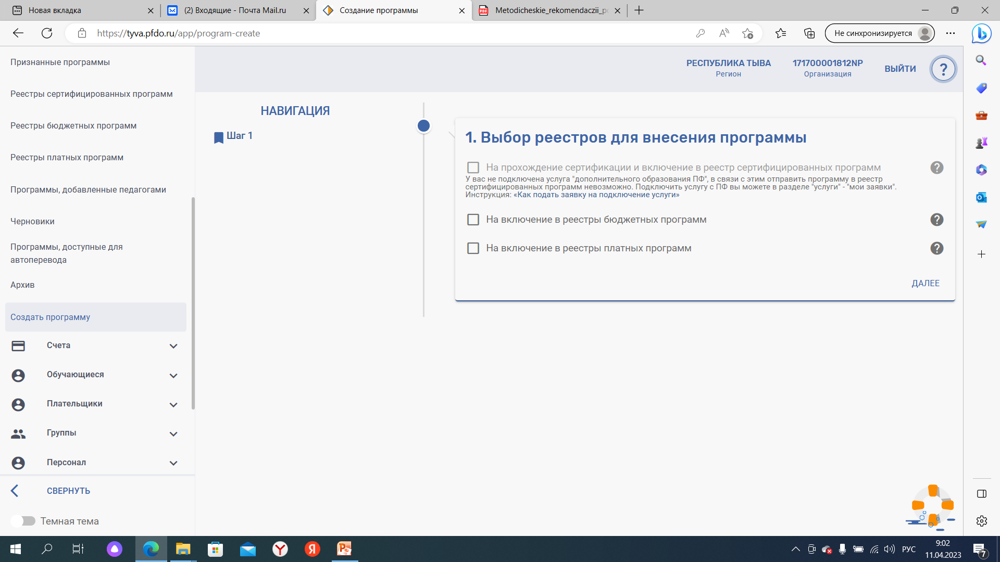 Новая вкладка
(2) Входящие - Почта Mail.ru
Создание программы
Metodicheskie_rekomendaczii_p
https://tyva.pfdo.ru/app/program-create
Не синхронизируется
Признанные программы
Реестры сертифицированных программ
Реестры бюджетных программ
Реестры платных программ
Программы, добавленные педагогами
Черновики
Программы, доступные для
автоперевода
Архив
Создать программу
Счета
Обучающиеся
Плательщики
Группы
Персонал
СВЕРНУТЬ
Темная тема
РЕСПУБЛИКА ТЫВА
Регион
171700001812NP
Организация
ВЫЙТИ
?
НАВИГАЦИЯ
Шаг 1
1. Выбор реестров для внесения программы
На прохождение сертификации и включение в реестр сертифицированных программ
У вас не подключена услуга "дополнительного образования ПФ", в связи с этим отправить программу в реестр
сертифицированных программ невозможно. Подключить услугу с ПФ вы можете в разделе "услуги" - "мои заявки".
Инструкция: «Как подать заявку на подключение услуги»
На включение в реестры бюджетных программ
На включение в реестры платных программ
ДАЛЕЕ
РУС
9:02
11.04.2023
7